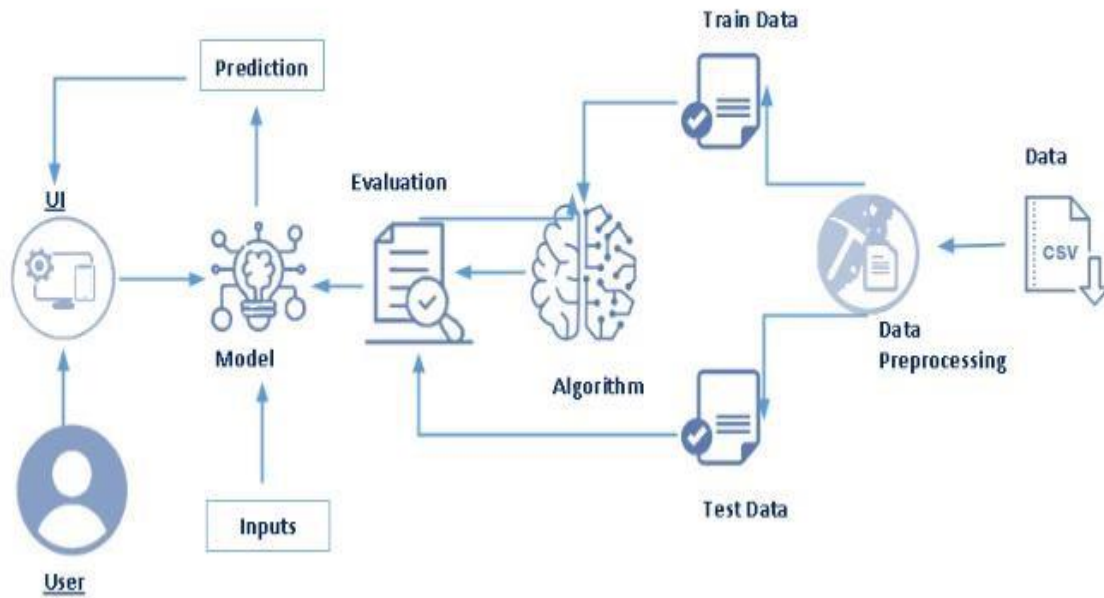 Train Data
Prediction
Data
Evaluation
UI
CSV
Model
Data
Preprocessing
Algorithm
Inputs
Test Data
User